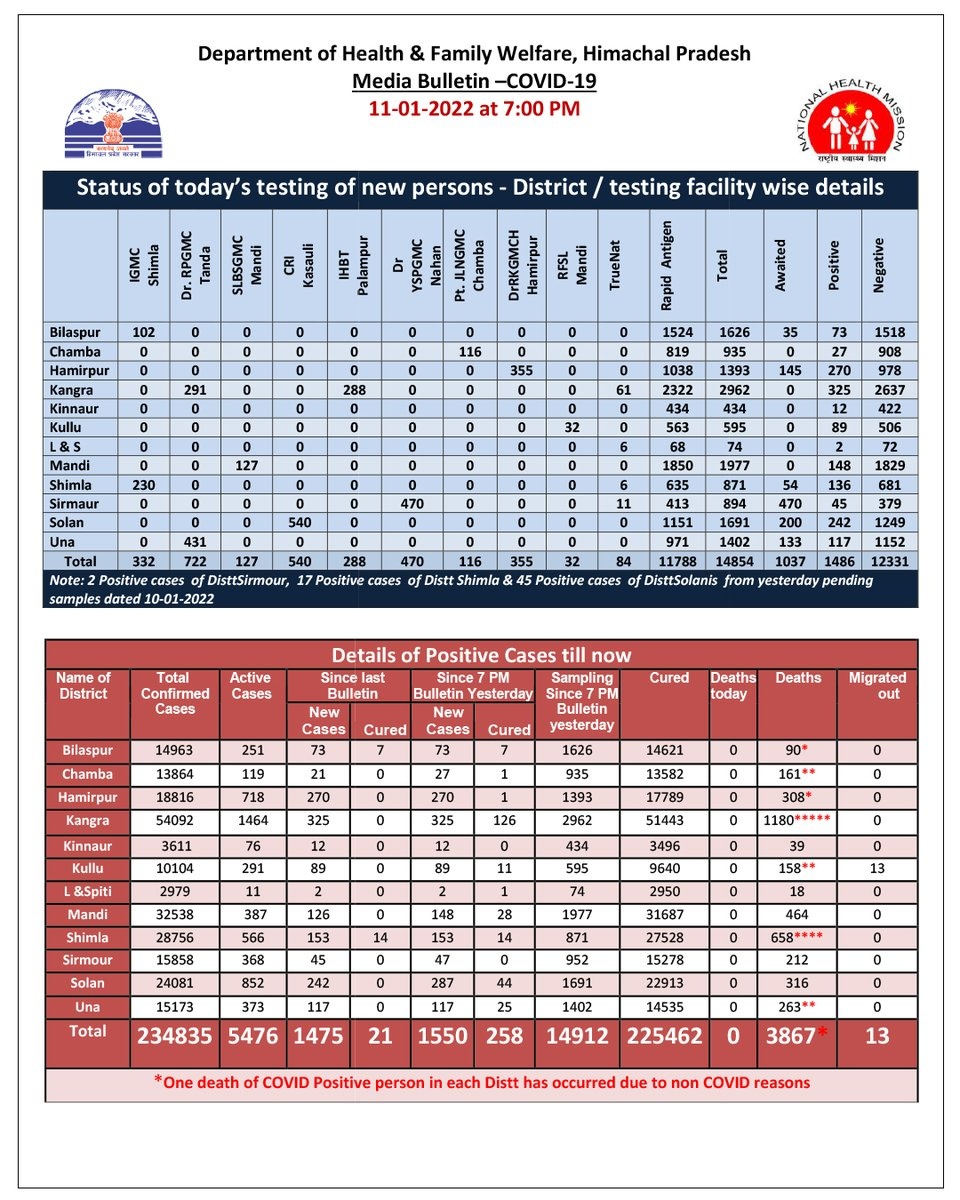 Department of Health & Family Welfare, Himachal Pradesh
Media Bulletin –COVID-19
11-01-2022 at 7:00 PM
हिमाचल प्रदेश सरकार
NATIONAL HEALTH MISSION
राष्ट्रीय स्वास्थ्य मिशन
Status of today's testing of new persons - District / testing facility wise details
IGMC Shimla Dr. RPGMC Tanda SLBSGMC Mandi CRI Kasauli IHBT Palampur Dr YSPGMC Nahan Pt. JLNGMC Chamba DrRKGMCH Hamirpur RFSL Mandi TrueNat Rapid Antigen Total Awaited Positive Negative
Bilaspur 102 0 0 0 0 0 0 0 0 0 1524 1626 35 73 1518
Chamba 0 0 0 0 0 0 116 0 0 0 819 935 0 27 908
Hamirpur 0 0 0 0 0 0 0 355 0 0 1038 1393 145 270 978
Kangra 0 291 0 0 288 0 0 0 0 61 2322 2962 0 325 2637
Kinnaur 0 0 0 0 0 0 0 0 0 0 434 434 0 12 422
Kullu 0 0 0 0 0 0 0 0 32 0 563 595 0 89 506
L & S 0 0 0 0 0 0 0 0 0 6 68 74 0 2 72
Mandi 0 0 127 0 0 0 0 0 0 0 1850 1977 0 148 1829
Shimla 230 0 0 0 0 0 0 0 0 6 635 871 54 136 681
Sirmaur 0 0 0 0 0 470 0 0 0 11 413 894 470 45 379
Solan 0 0 0 540 0 0 0 0 0 0 1151 1691 200 242 1249
Una 0 431 0 0 0 0 0 0 0 0 971 1402 133 117 1152
Total 332 722 127 540 288 470 116 355 32 84 11788 14854 1037 1486 12331
Note: 2 Positive cases of DisttSirmour, 17 Positive cases of Distt Shimla & 45 Positive cases of DisttSolanis from yesterday pending
samples dated 10-01-2022
Details of Positive Cases till now
Name of District Total Confirmed Cases Active Cases Since last Bulletin Since 7 PM Bulletin Yesterday Sampling Since 7 PM Bulletin yesterday Cured Deaths today Deaths Migrated out
New Cases Cured New Cases Cured
Bilaspur 14963 251 73 7 73 7 1626 14621 0 90* 0
Chamba 13864 119 21 0 27 1 935 13582 0 161** 0
Hamirpur 18816 718 270 0 270 1 1393 17789 0 308* 0
Kangra 54092 1464 325 0 325 126 2962 51443 0 1180***** 0
Kinnaur 3611 76 12 0 12 0 434 3496 0 39 0
Kullu 10104 291 89 0 89 11 595 9640 0 158** 13
L &Spiti 2979 11 2 0 2 1 74 2950 0 18 0
Mandi 32538 387 126 0 148 28 1977 31687 0 464 0
Shimla 28756 566 153 14 153 14 871 27528 0 658**** 0
Sirmour 15858 368 45 0 47 0 952 15278 0 212 0
Solan 24081 852 242 0 287 44 1691 22913 0 316 0
Una 15173 373 117 0 117 25 1402 14535 0 263** 0
Total 234835 5476 1475 21 1550 258 14912 225462 0 3867* 13
*One death of COVID Positive person in each Distt has occurred due to non COVID reasons